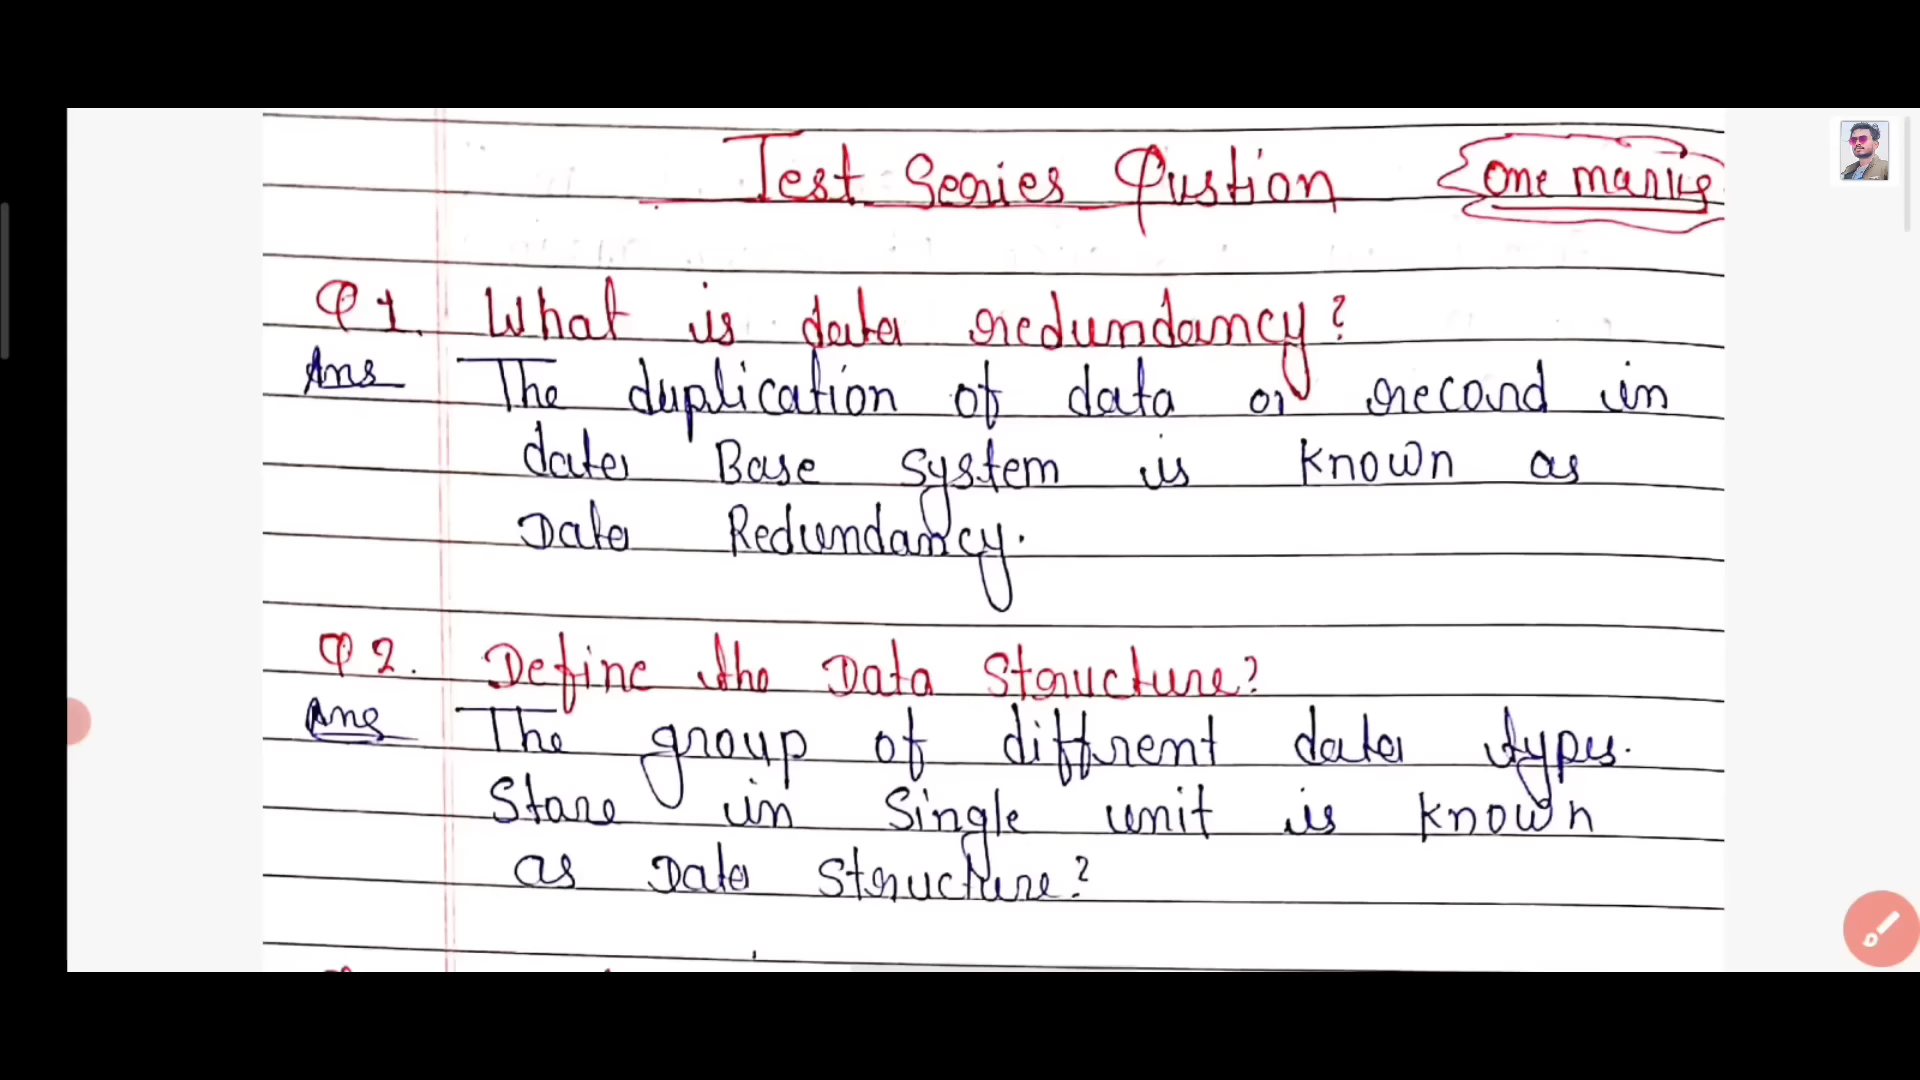 Test Series Qustion one marks
Q 1. What is data redundancy?
Ans The duplication of data or record in
data Base System is known as
Data Redundancy.
Q 2. Define the Data Structure?
Ans The group of diffrent data types.
Store in Single unit is known
as Data Structure?